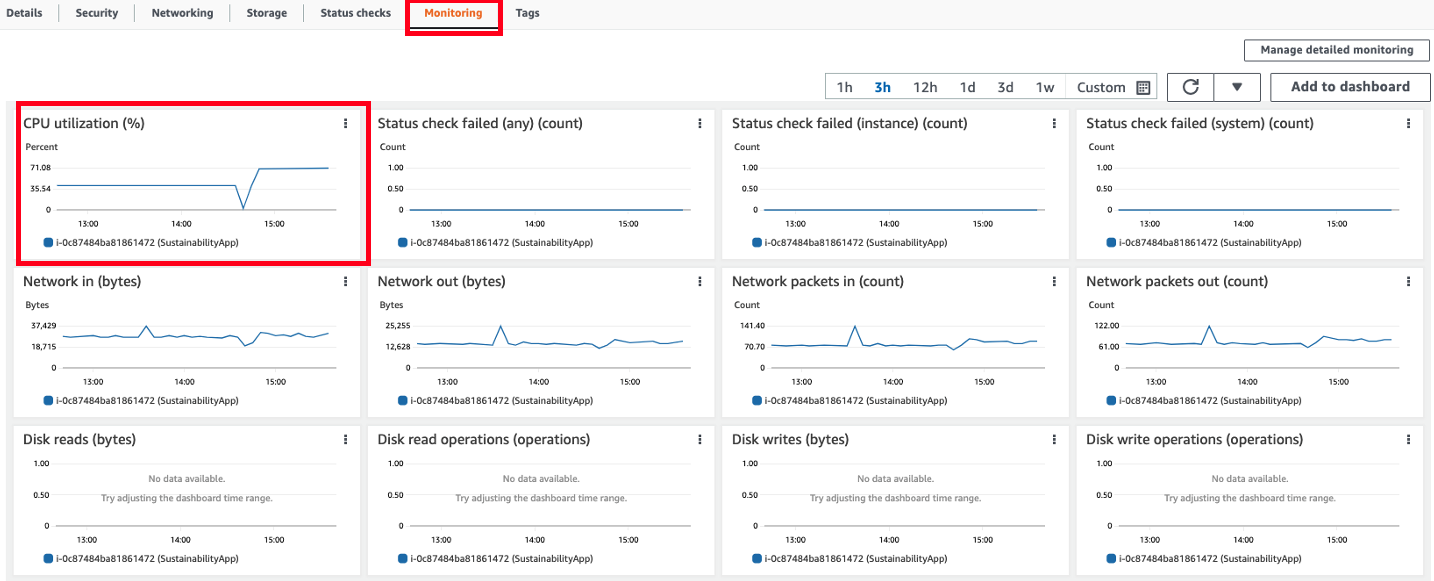 Details Security Networking Storage Status checks Monitoring Tags
Manage detailed monitoring
1h 3h 12h 1d 3d 1w Custom Add to dashboard
CPU utilization (%)
Percent
71.08
35.54
0
13:00 14:00 15:00
i-0c87484ba81861472 (SustainabilityApp)
Status check failed (any) (count)
Count
1.00
0.50
0
13:00 14:00 15:00
i-0c87484ba81861472 (SustainabilityApp)
Status check failed (instance) (count)
Count
1.00
0.50
0
13:00 14:00 15:00
i-0c87484ba81861472 (SustainabilityApp)
Status check failed (system) (count)
Count
1.00
0.50
0
13:00 14:00 15:00
i-0c87484ba81861472 (SustainabilityApp)
Network in (bytes)
Bytes
37,429
18,715
0
13:00 14:00 15:00
i-0c87484ba81861472 (SustainabilityApp)
Network out (bytes)
Bytes
25,255
12,628
0
13:00 14:00 15:00
i-0c87484ba81861472 (SustainabilityApp)
Network packets in (count)
Count
141.40
70.70
0
13:00 14:00 15:00
i-0c87484ba81861472 (SustainabilityApp)
Network packets out (count)
Count
122.00
61.00
0
13:00 14:00 15:00
i-0c87484ba81861472 (SustainabilityApp)
Disk reads (bytes)
1.00
No data available.
0.50
Try adjusting the dashboard time range.
0
13:00 14:00 15:00
i-0c87484ba81861472 (SustainabilityApp)
Disk read operations (operations)
1.00
No data available.
0.50
Try adjusting the dashboard time range.
0
13:00 14:00 15:00
i-0c87484ba81861472 (SustainabilityApp)
Disk writes (bytes)
1.00
No data available.
0.50
Try adjusting the dashboard time range.
0
13:00 14:00 15:00
i-0c87484ba81861472 (SustainabilityApp)
Disk write operations (operations)
1.00
No data available.
0.50
Try adjusting the dashboard time range.
0
13:00 14:00 15:00
i-0c87484ba81861472 (SustainabilityApp)